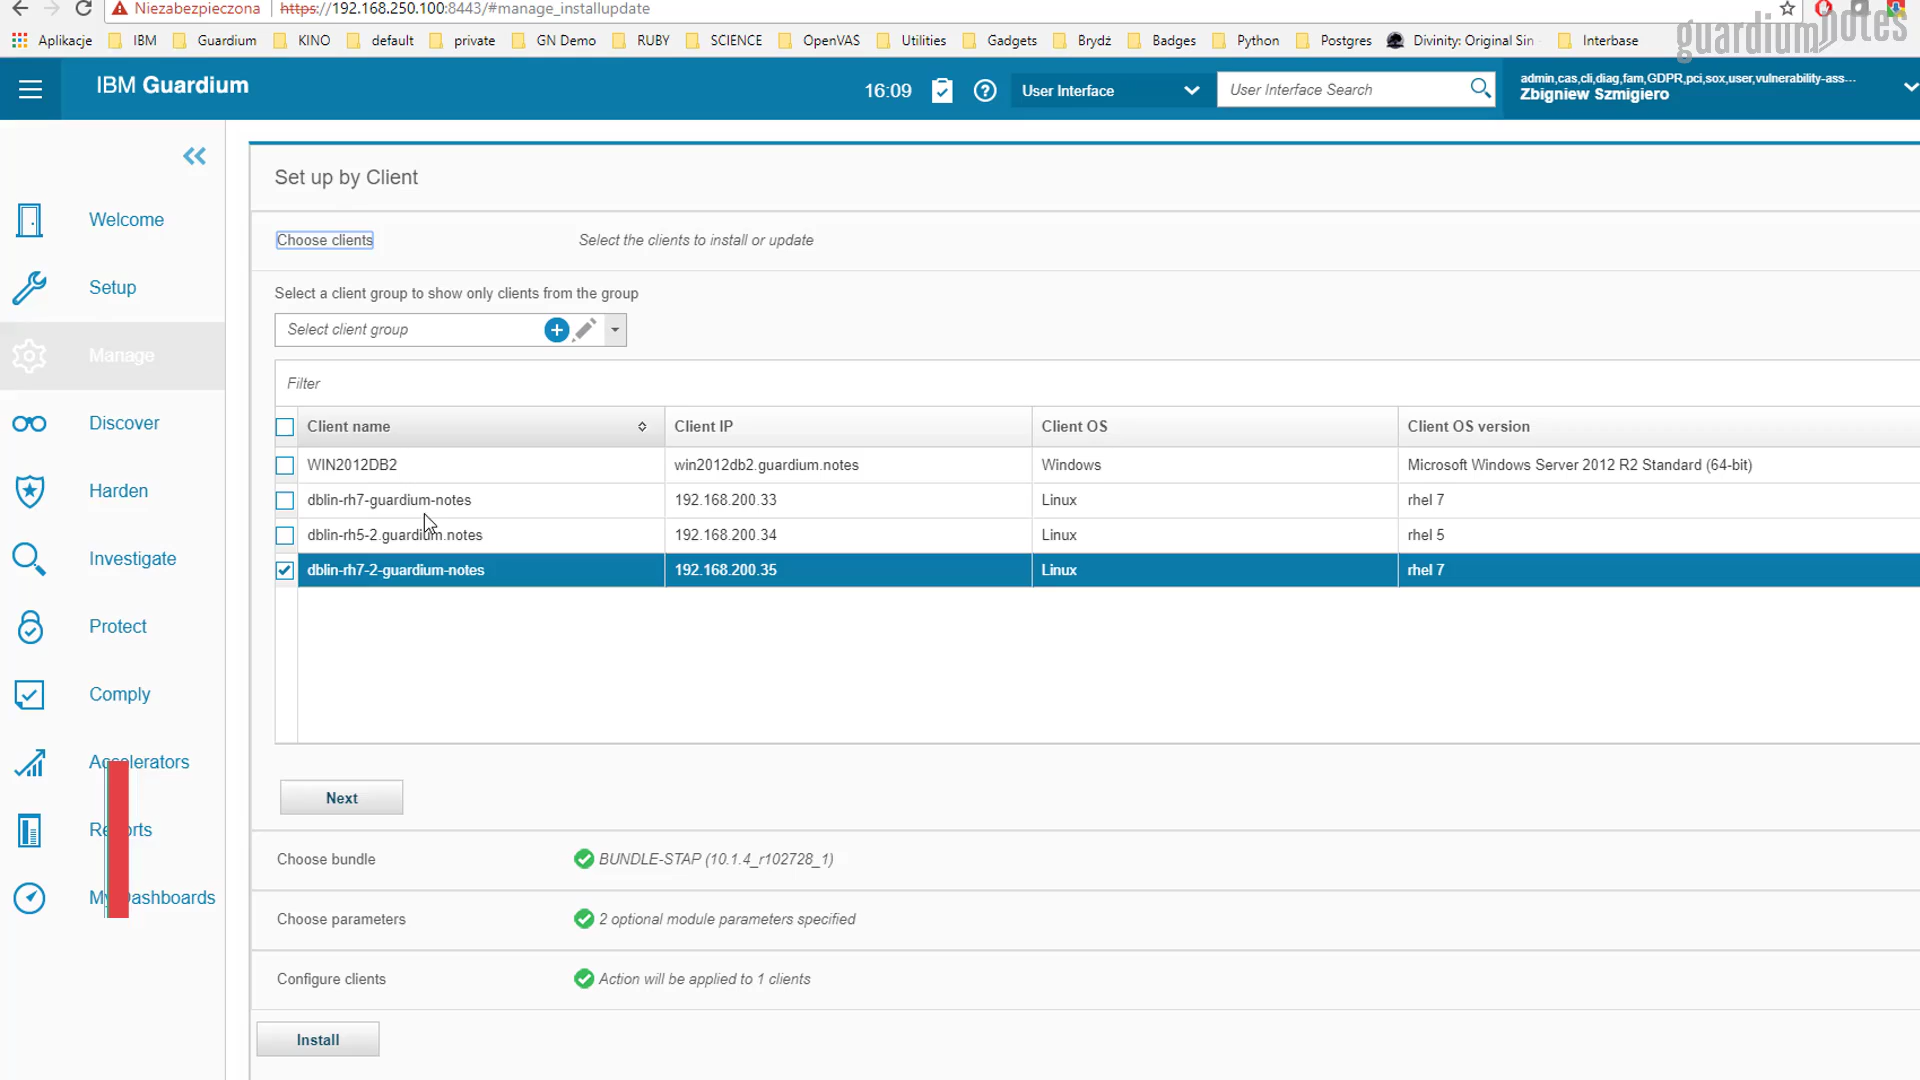 Niezabezpieczona https://192.168.250.100:8443/#manage_installupdate
guardiumnotes
Aplikacje IBM Guardium KINO default private GN Demo RUBY SCIENCE OpenVAS Utilities Gadgets Brydż Badges Python Postgres Divinity: Original Sin Interbase
IBM Guardium
16:09
User Interface
User Interface Search
admin,cas,cli,diag,fam,GDPR,pci,sox,user,vulnerability-ass...
Zbigniew Szmigiero
Welcome
Setup
Manage
Discover
Harden
Investigate
Protect
Comply
Accelerators
Reports
My Dashboards
Set up by Client
Choose clients Select the clients to install or update
Select a client group to show only clients from the group
Select client group
Filter
Client name Client IP Client OS Client OS version
WIN2012DB2 win2012db2.guardium.notes Windows Microsoft Windows Server 2012 R2 Standard (64-bit)
dblin-rh7-guardium-notes 192.168.200.33 Linux rhel 7
dblin-rh5-2.guardium.notes 192.168.200.34 Linux rhel 5
dblin-rh7-2-guardium-notes 192.168.200.35 Linux rhel 7
Next
Choose bundle BUNDLE-STAP (10.1.4_r102728_1)
Choose parameters 2 optional module parameters specified
Configure clients Action will be applied to 1 clients
Install